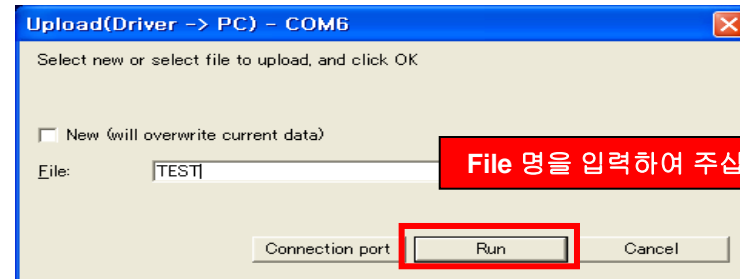 Upload(Driver -> PC) - COM6
Select new or select file to upload, and click OK
New (will overwrite current data)
File: TEST
File 명을 입력하여 주십
Connection port Run Cancel